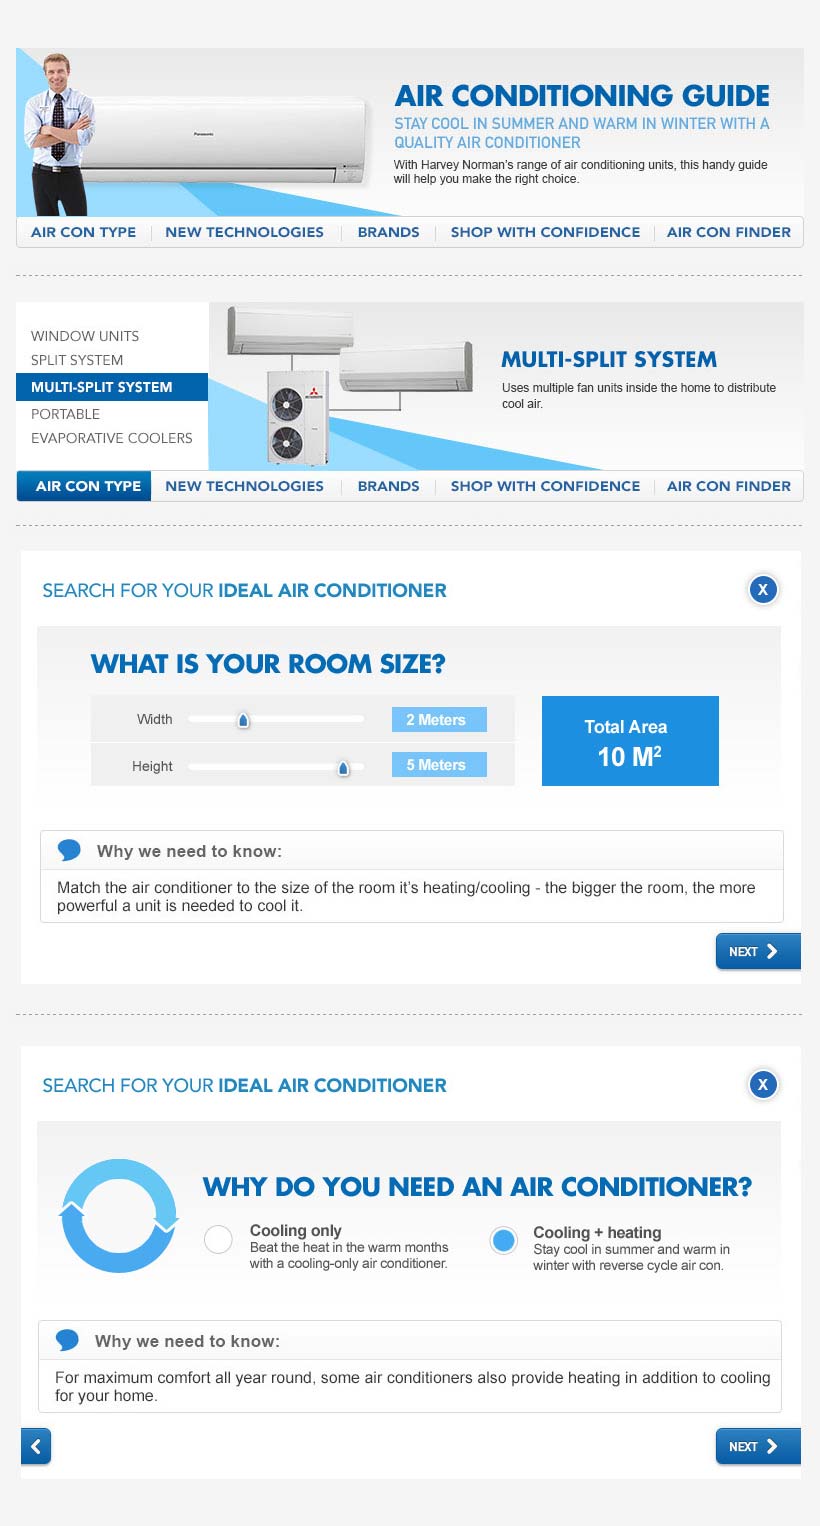 AIR CONDITIONING GUIDE
STAY COOL IN SUMMER AND WARM IN WINTER WITH A
QUALITY AIR CONDITIONER
With Harvey Norman's range of air conditioning units, this handy guide
will help you make the right choice.
Panasonic
AIR CON TYPE NEW TECHNOLOGIES BRANDS SHOP WITH CONFIDENCE AIR CON FINDER
WINDOW UNITS
SPLIT SYSTEM
MULTI-SPLIT SYSTEM
PORTABLE
EVAPORATIVE COOLERS
MULTI-SPLIT SYSTEM
Uses multiple fan units inside the home to distribute
cool air.
AIR CON TYPE NEW TECHNOLOGIES BRANDS SHOP WITH CONFIDENCE AIR CON FINDER
SEARCH FOR YOUR IDEAL AIR CONDITIONER
X
WHAT IS YOUR ROOM SIZE?
Width 2 Meters
Height 5 Meters
Total Area
10 M²
Why we need to know:
Match the air conditioner to the size of the room it's heating/cooling - the bigger the room, the more
powerful a unit is needed to cool it.
NEXT
SEARCH FOR YOUR IDEAL AIR CONDITIONER
X
WHY DO YOU NEED AN AIR CONDITIONER?
Cooling only
Beat the heat in the warm months
with a cooling-only air conditioner.
Cooling + heating
Stay cool in summer and warm in
winter with reverse cycle air con.
Why we need to know:
For maximum comfort all year round, some air conditioners also provide heating in addition to cooling
for your home.
NEXT